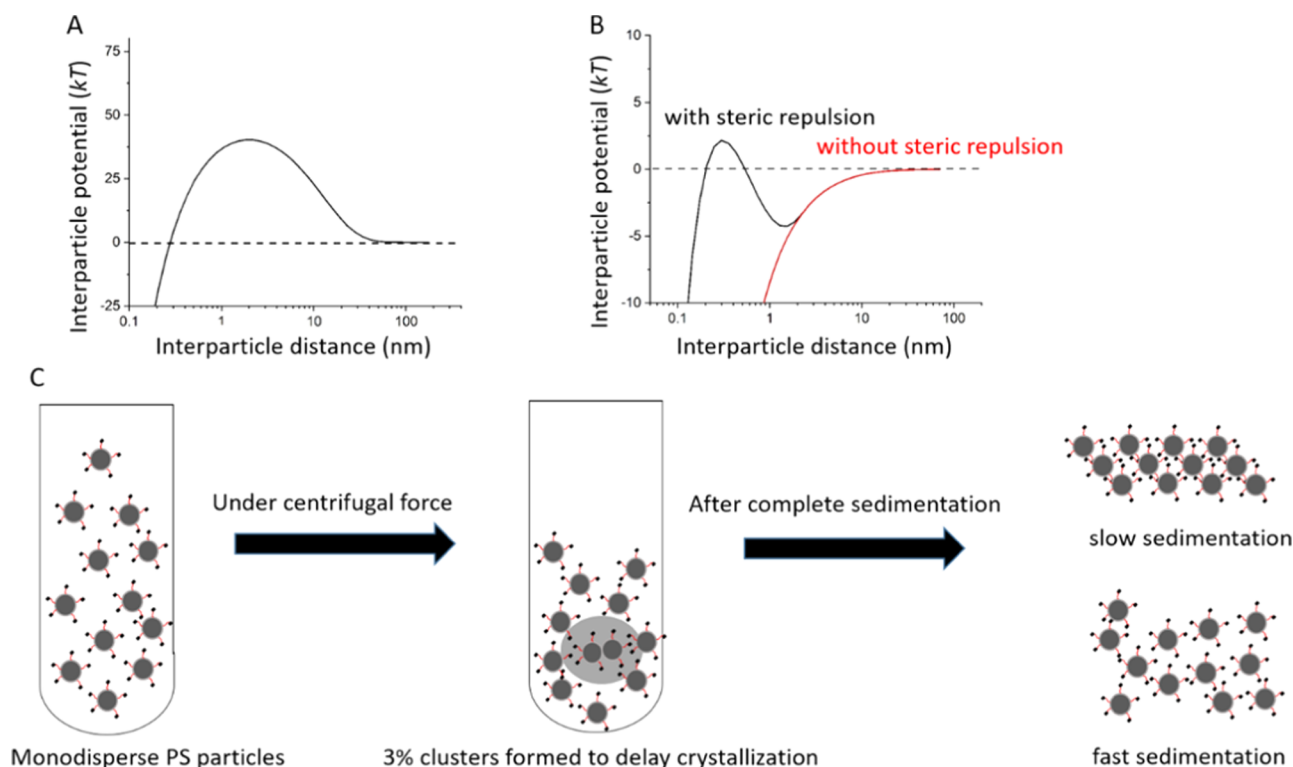 A
Interparticle potential (kT)
75
50
25
0
-25
0.1
1
10
100
Interparticle distance (nm)
B
Interparticle potential (kT)
10
5
0
-5
-10
with steric repulsion
without steric repulsion
0.1
1
10
100
Interparticle distance (nm)
C
Under centrifugal force
After complete sedimentation
slow sedimentation
Monodisperse PS particles
3% clusters formed to delay crystallization
fast sedimentation